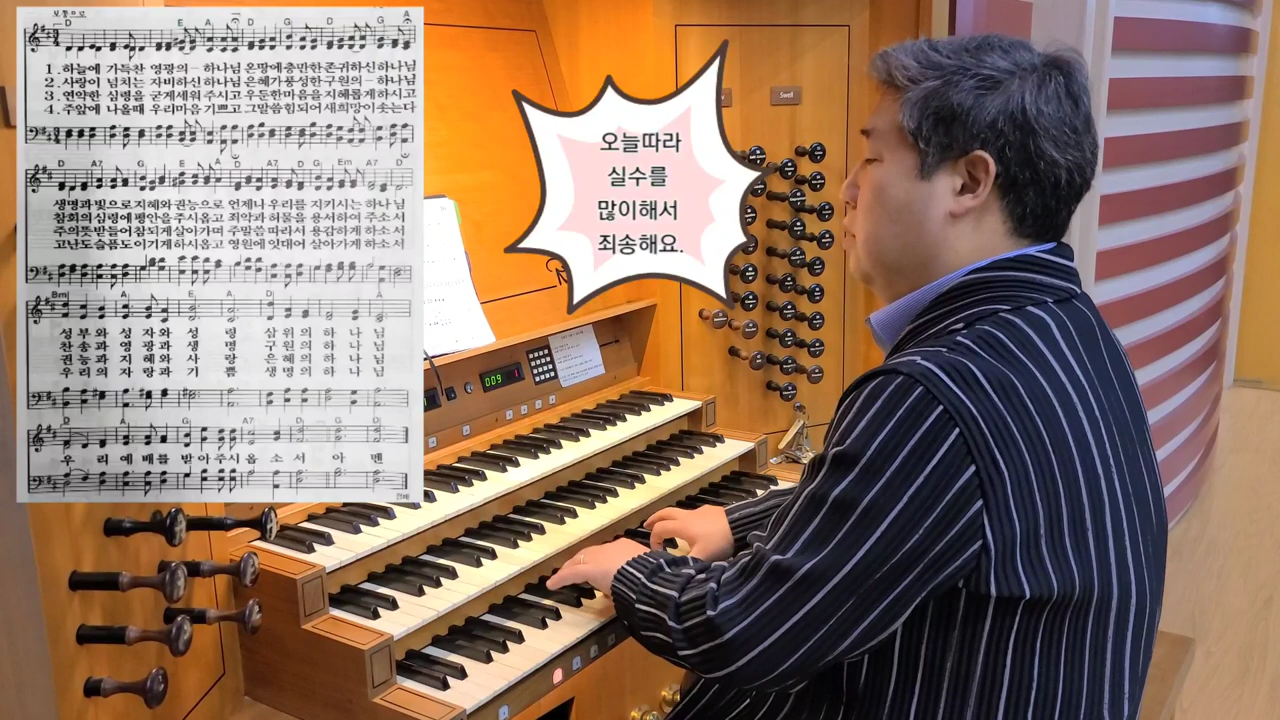 보통으로
D E A D G D G A
1. 하늘에 가득찬 영광의 - 하나님 온땅에충만한존귀하신하나님
2. 사랑이 넘치는 자비하신하나님은혜가풍성한구원의 - 하나님
3. 연약한 심령을 굳게세워주시고 우둔한마음을지혜롭게하시고
4. 주앞에 나올때 우리마음기쁘고 그말씀힘되어새희망이솟는다
D A7 G E A D A7 D G Em A7 D
생명과빛으로지혜와권능으로 언제나우리를 지키시는하나님
참회의심령에평안을주시옵고 죄악과허물을 용서하여 주소서
주의뜻받들어참되게살아가며 주말씀따라서 용감하게하소서
고난도슬픔도이기게하시옵고 영원에잇대어 살아가게하소서
Bm A E A D A
성부와 성자와 성 령 삼위의 하 나 님
찬송과 영광과 생 명 구원의 하 나 님
권능과 지혜와 사 랑 은혜의 하 나 님
우리의 자랑과 기 쁨 생명의 하 나 님
D A G A7 D G D
우 리 예 배 를 받 아 주 시 옵 소 서 아 멘
오늘따라
실수를
많이해서
죄송해요.
Swell
009 1